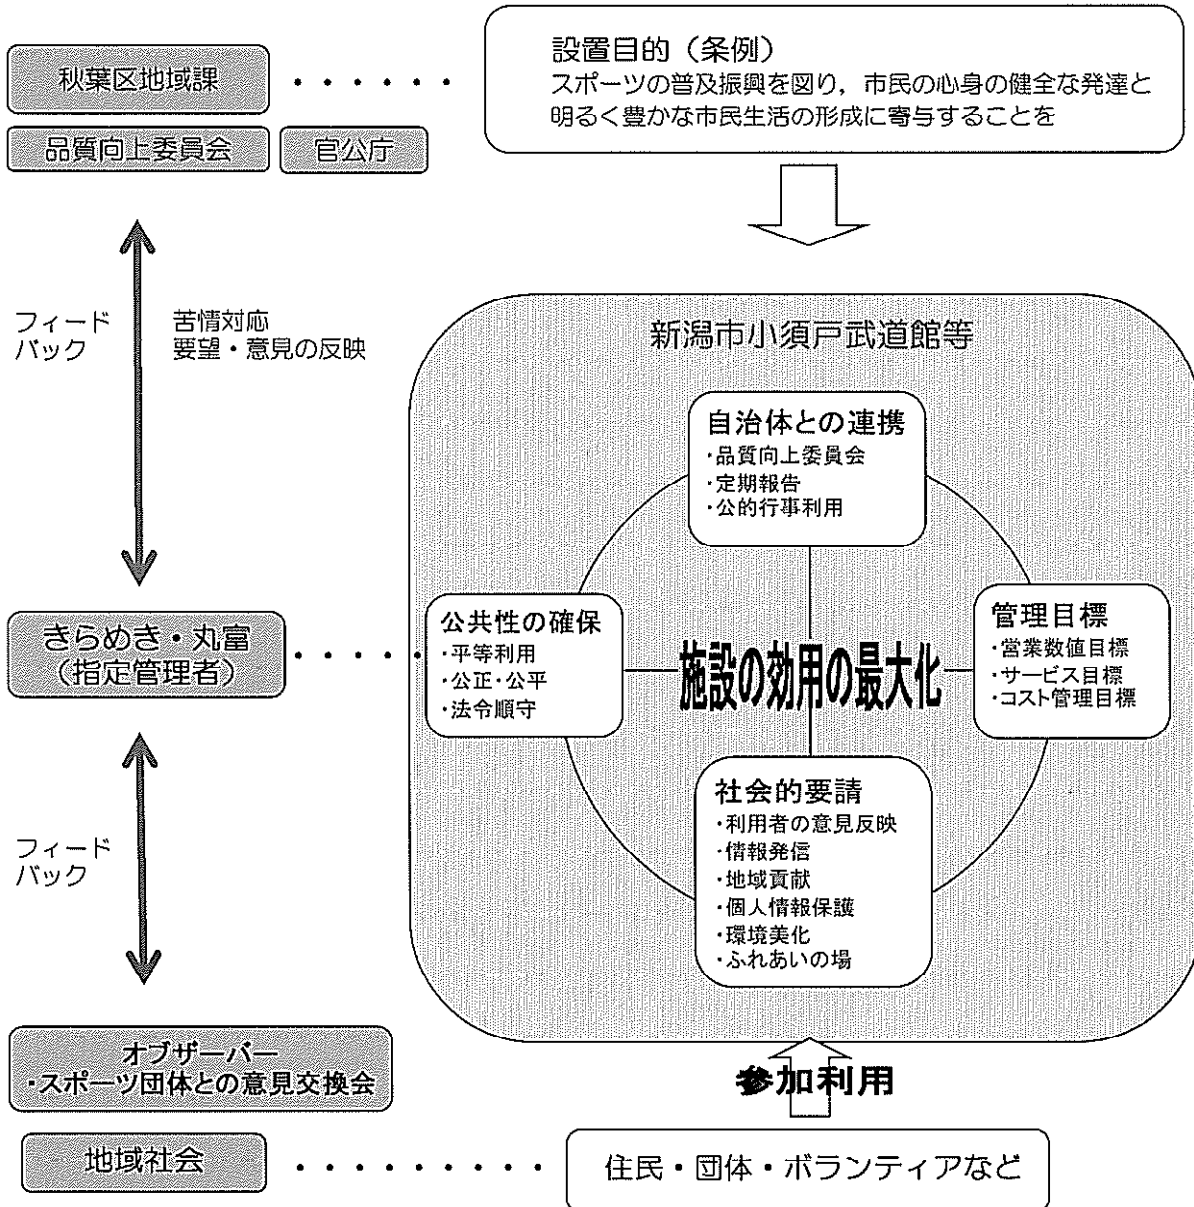 設置目的（条例）
スポーツの普及振興を図り，市民の心身の健全な発達と
明るく豊かな市民生活の形成に寄与することを
秋葉区地域課
品質向上委員会
官公庁
フィード
バック
苦情対応
要望・意見の反映
新潟市小須戸武道館等
自治体との連携
・品質向上委員会
・定期報告
・公的行事利用
きらめき・丸富
（指定管理者）
公共性の確保
・平等利用
・公正・公平
・法令順守
施設の効用の最大化
管理目標
・営業数値目標
・サービス目標
・コスト管理目標
社会的要請
・利用者の意見反映
・情報発信
・地域貢献
・個人情報保護
・環境美化
・ふれあいの場
フィード
バック
オブザーバー
・スポーツ団体との意見交換会
参加利用
地域社会
住民・団体・ボランティアなど